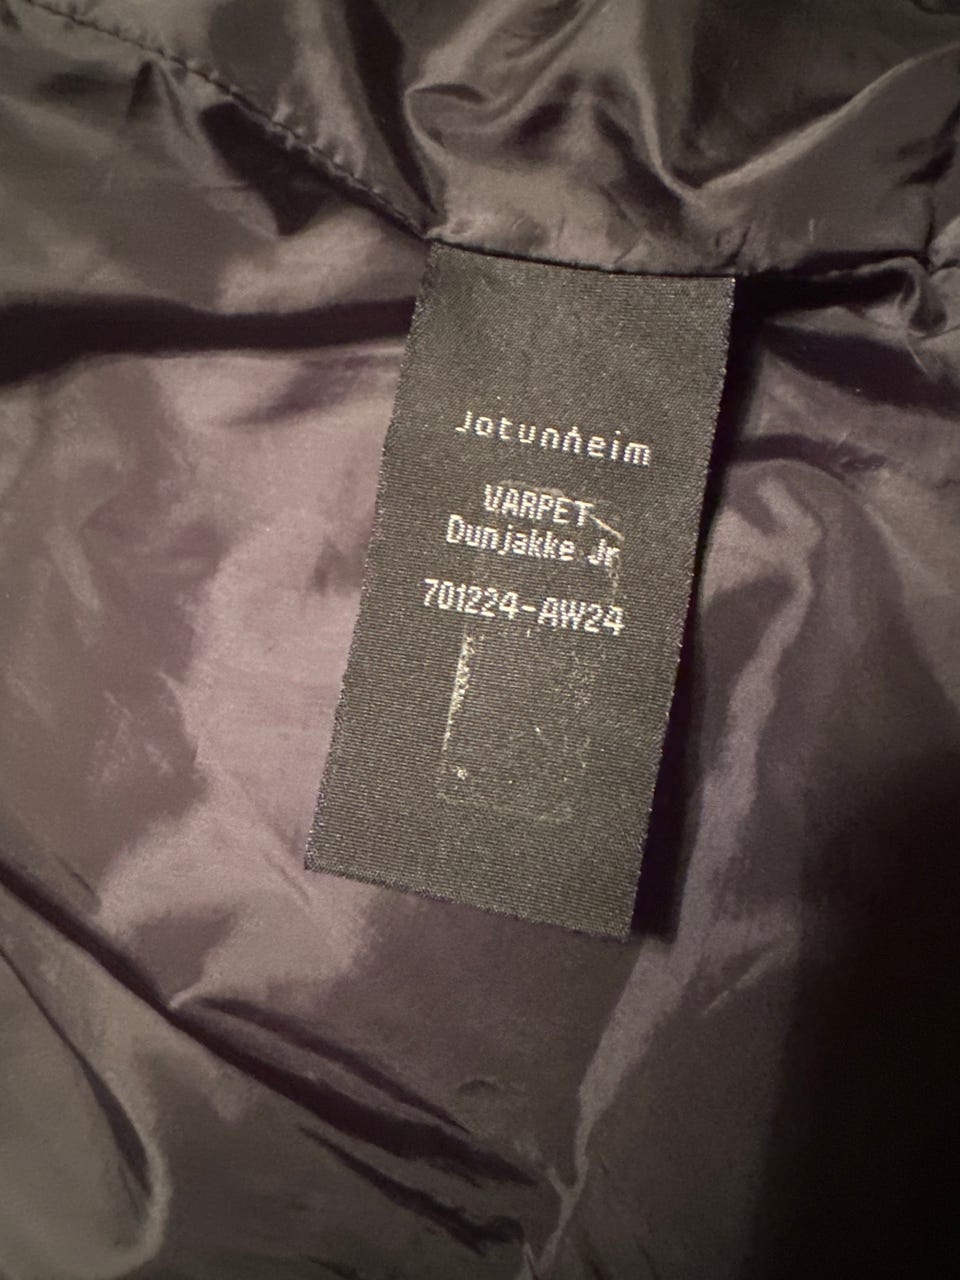 Jotunheim
VARPET
Dunjakke Jr
701224-AW24